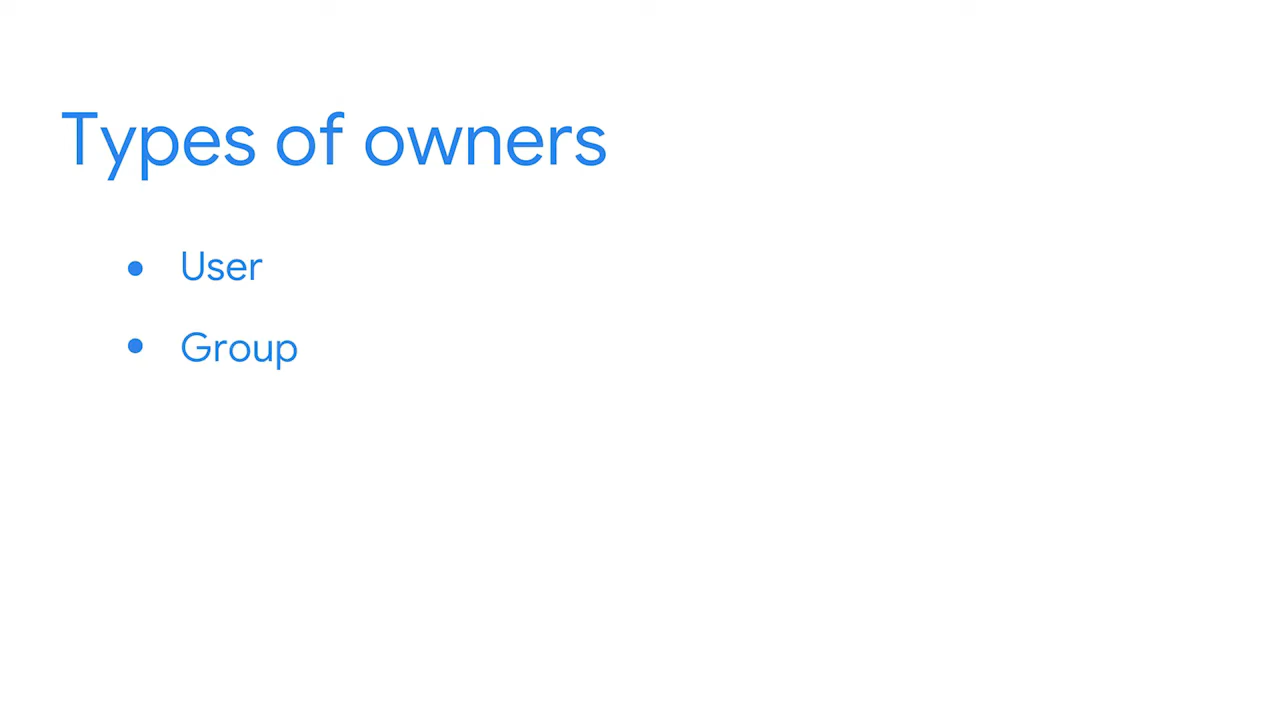 Types of owners
● User
● Group